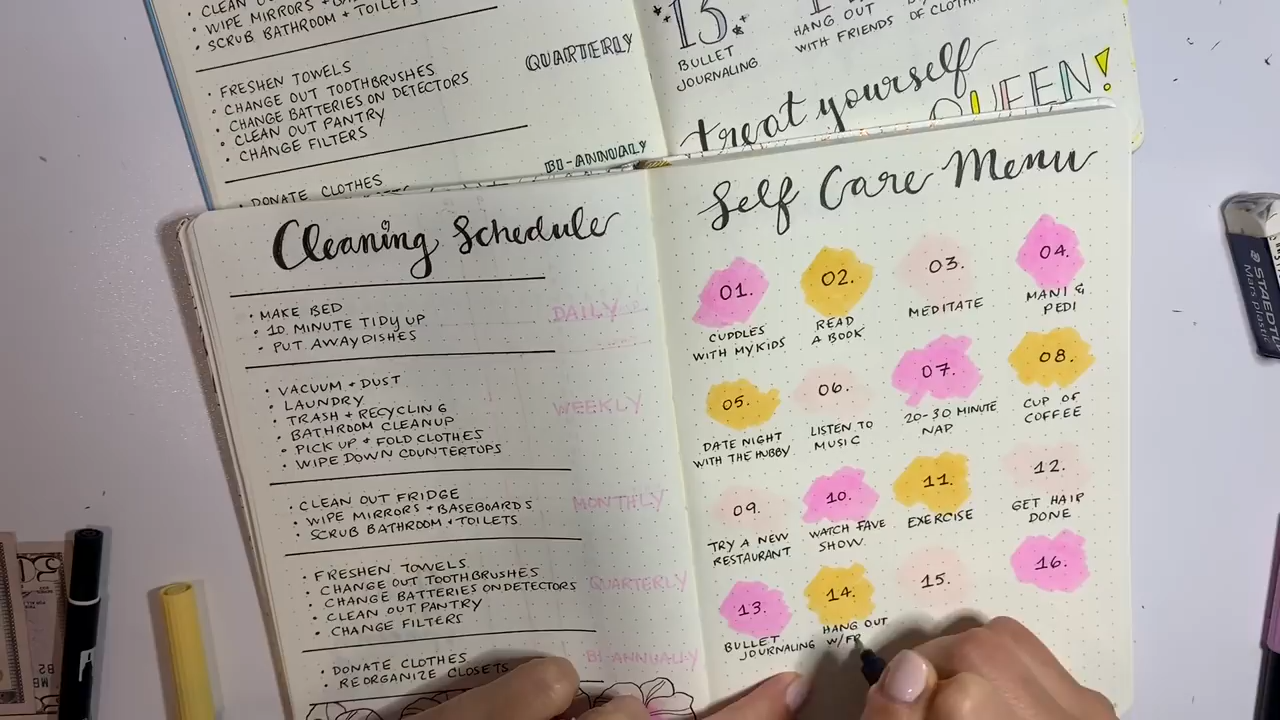 WIPE MIRRORS +
• SCRUB BATHROOM + TOILETS
QUARTERLY
• FRESHEN TOWELS
• CHANGE OUT TOOTHBRUSHES
• CHANGE BATTERIES ON DETECTORS
• CLEAN OUT PANTRY
• CHANGE FILTERS
BI-ANNUALY
• DONATE CLOTHES
13.
BULLET
JOURNALING
HANG OUT
WITH FRIENDS
treat yourself
QUEEN!
Cleaning Schedule
DAILY
• MAKE BED
• 10 MINUTE TIDY UP
• PUT AWAY DISHES
WEEKLY
• VACUUM + DUST
• LAUNDRY
• TRASH + RECYCLING
• BATHROOM CLEANUP
• PICK UP + FOLD CLOTHES
• WIPE DOWN COUNTERTOPS
MONTHLY
• CLEAN OUT FRIDGE
• WIPE MIRRORS + BASEBOARDS
• SCRUB BATHROOM + TOILETS
QUARTERLY
• FRESHEN TOWELS
• CHANGE OUT TOOTHBRUSHES
• CHANGE BATTERIES ON DETECTORS
• CLEAN OUT PANTRY
• CHANGE FILTERS
BI-ANNUALLY
• DONATE CLOTHES
• REORGANIZE CLOSETS
Self Care Menu
01.
CUDDLES
WITH MY KIDS
02.
READ
A BOOK
03.
MEDITATE
04.
MANI &
PEDI
05.
DATE NIGHT
WITH THE HUBBY
06.
LISTEN TO
MUSIC
07.
20-30 MINUTE
NAP
08.
CUP OF
COFFEE
09.
TRY A NEW
RESTAURANT
10.
WATCH FAVE
SHOW.
11.
EXERCISE
12.
GET HAIR
DONE
13.
BULLET
JOURNALING
14.
HANG OUT
W/FR
15.
16.
STAEDTLER
Mars plastic